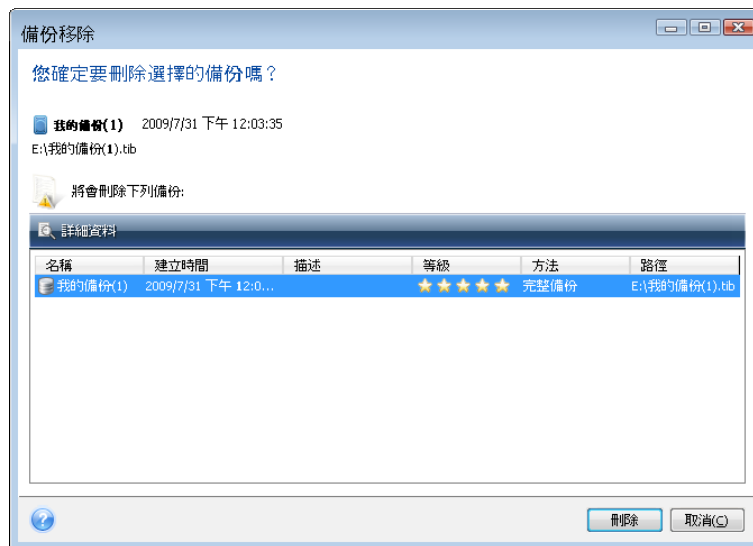 備份移除
您確定要刪除選擇的備份嗎？
我的備份(1) 2009/7/31 下午 12:03:35
E:\我的備份(1).tib
將會刪除下列備份:
詳細資料
名稱 建立時間 描述 等級 方法 路徑
我的備份(1) 2009/7/31 下午 12:0... 完整備份 E:\我的備份(1).tib
刪除 取消(C)